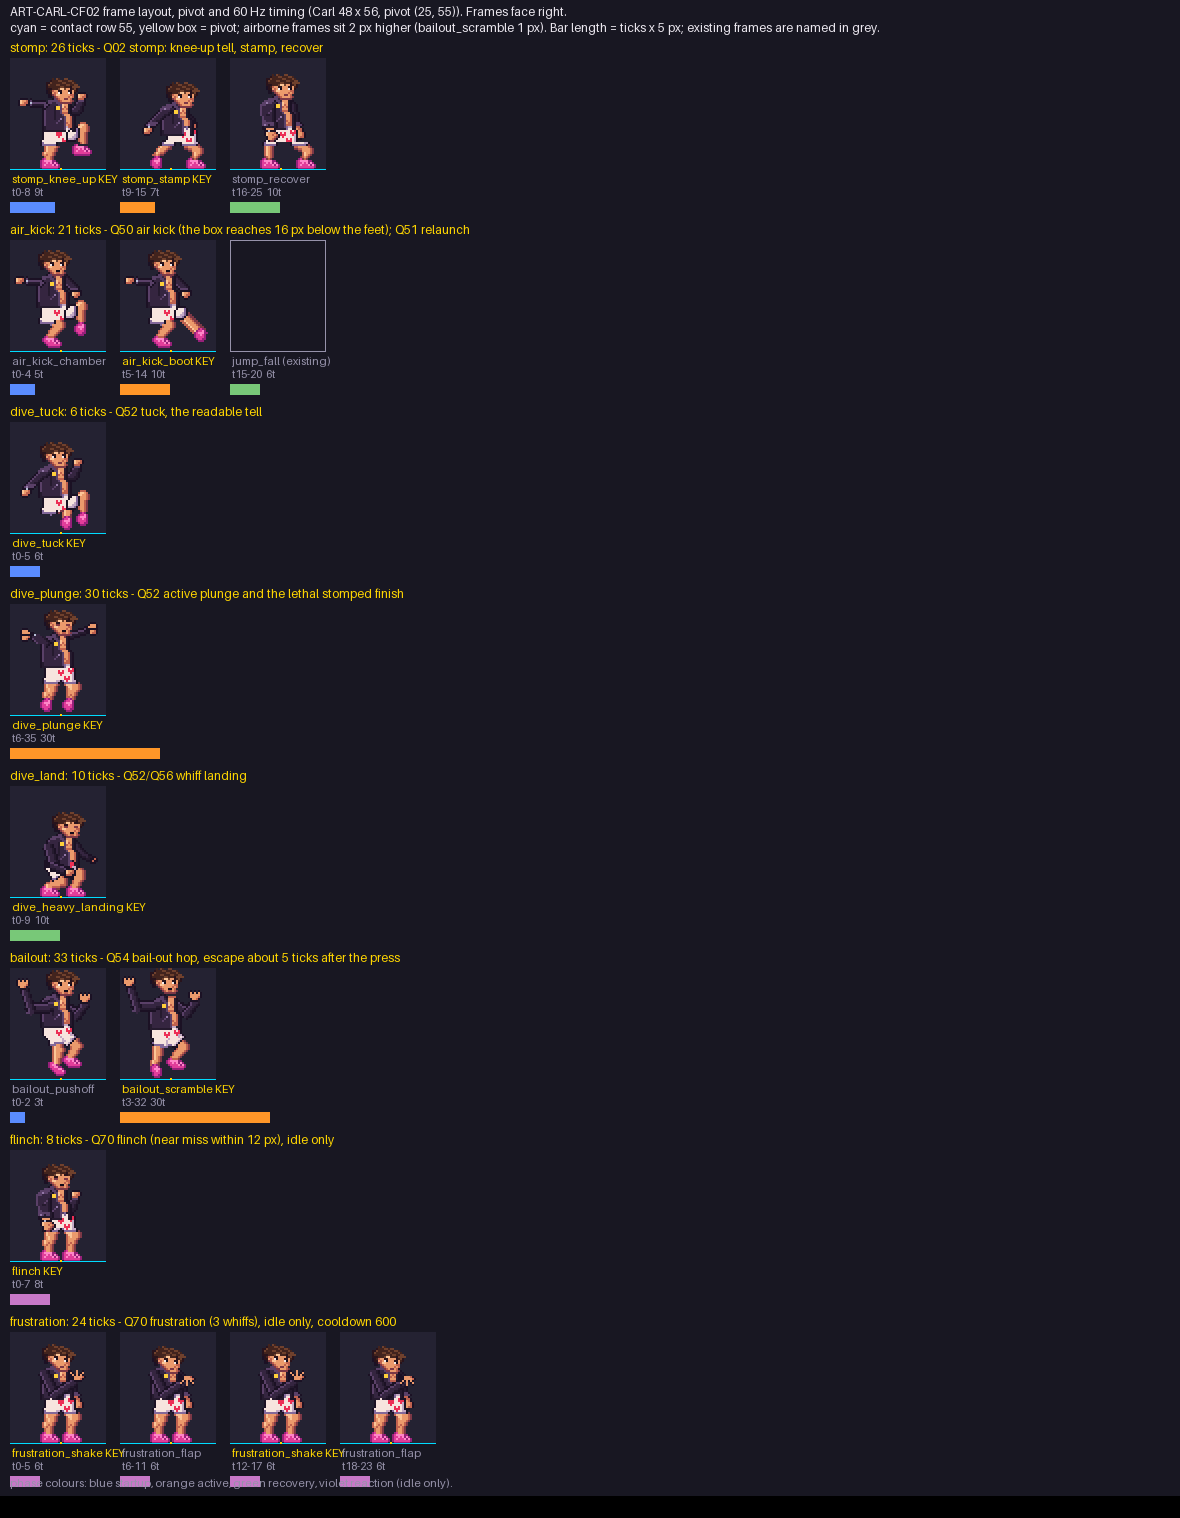 ART-CARL-CF02 frame layout, pivot and 60 Hz timing (Carl 48 x 56, pivot (25, 55)). Frames face right.
cyan = contact row 55, yellow box = pivot; airborne frames sit 2 px higher (bailout_scramble 1 px). Bar length = ticks x 5 px; existing frames are named in grey.
stomp: 26 ticks - Q02 stomp: knee-up tell, stamp, recover
stomp_knee_up KEY stomp_stamp KEY stomp_recover
t0-8 9t t9-15 7t t16-25 10t
air_kick: 21 ticks - Q50 air kick (the box reaches 16 px below the feet); Q51 relaunch
air_kick_chamber air_kick_boot KEY jump_fall (existing)
t0-4 5t t5-14 10t t15-20 6t
dive_tuck: 6 ticks - Q52 tuck, the readable tell
dive_tuck KEY
t0-5 6t
dive_plunge: 30 ticks - Q52 active plunge and the lethal stomped finish
dive_plunge KEY
t6-35 30t
dive_land: 10 ticks - Q52/Q56 whiff landing
dive_heavy_landing KEY
t0-9 10t
bailout: 33 ticks - Q54 bail-out hop, escape about 5 ticks after the press
bailout_pushoff bailout_scramble KEY
t0-2 3t t3-32 30t
flinch: 8 ticks - Q70 flinch (near miss within 12 px), idle only
flinch KEY
t0-7 8t
frustration: 24 ticks - Q70 frustration (3 whiffs), idle only, cooldown 600
frustration_shake KEY frustration_flap frustration_shake KEY frustration_flap
t0-5 6t t6-11 6t t12-17 6t t18-23 6t
colours: blue orange active, recovery, (idle only).